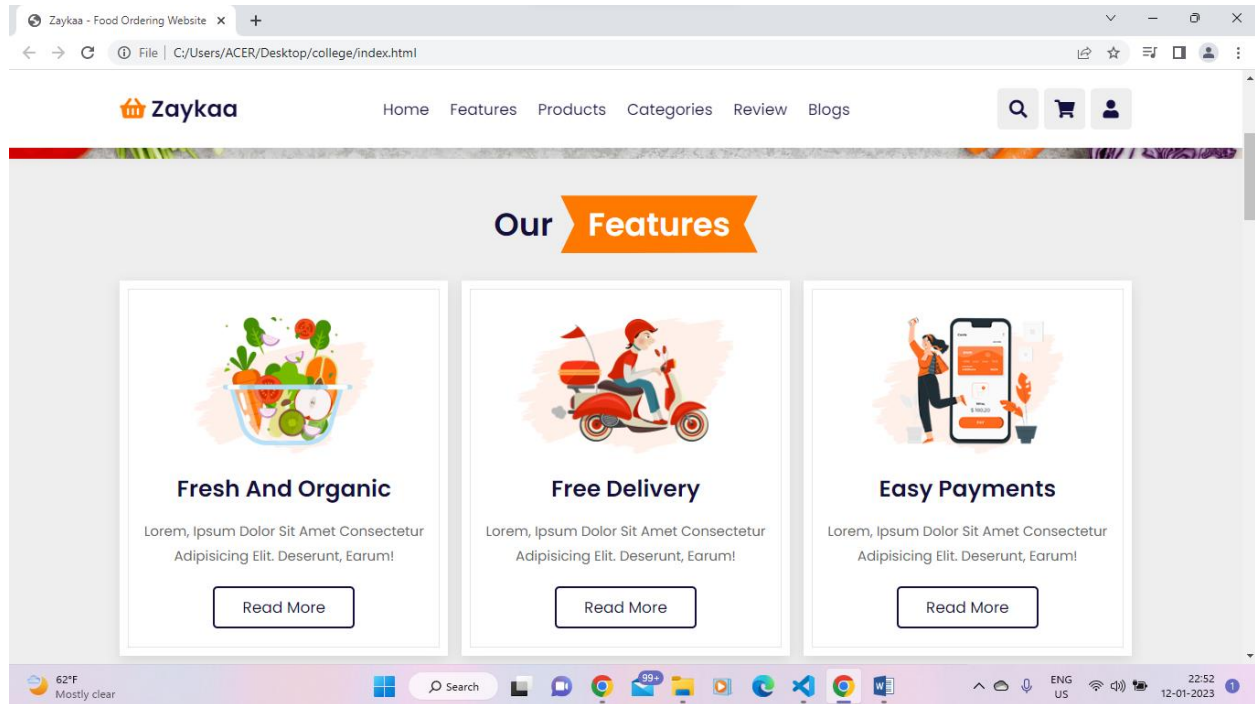 Zaykaa - Food Ordering Website
File | C:/Users/ACER/Desktop/college/index.html
Zaykaa Home Features Products Categories Review Blogs
Our Features
Fresh And Organic Free Delivery Easy Payments
Lorem, Ipsum Dolor Sit Amet Consectetur Lorem, Ipsum Dolor Sit Amet Consectetur Lorem, Ipsum Dolor Sit Amet Consectetur
Adipisicing Elit. Deserunt, Earum! Adipisicing Elit. Deserunt, Earum! Adipisicing Elit. Deserunt, Earum!
Read More Read More Read More
62°F
Mostly clear
Search
99+
ENG
US
22:52
12-01-2023
1